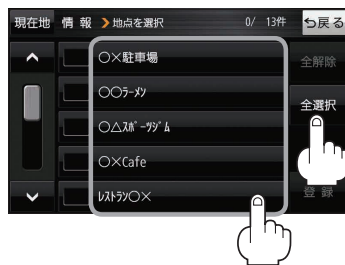 現在地 情 報 地点を選択 0/ 13件 戻る
○×駐車場 全解除
○○ﾗｰﾒﾝ 全選択
○△ｽﾎﾟｰﾂｼﾞﾑ
○×Cafe
ﾚｽﾄﾗﾝ○× 登 録